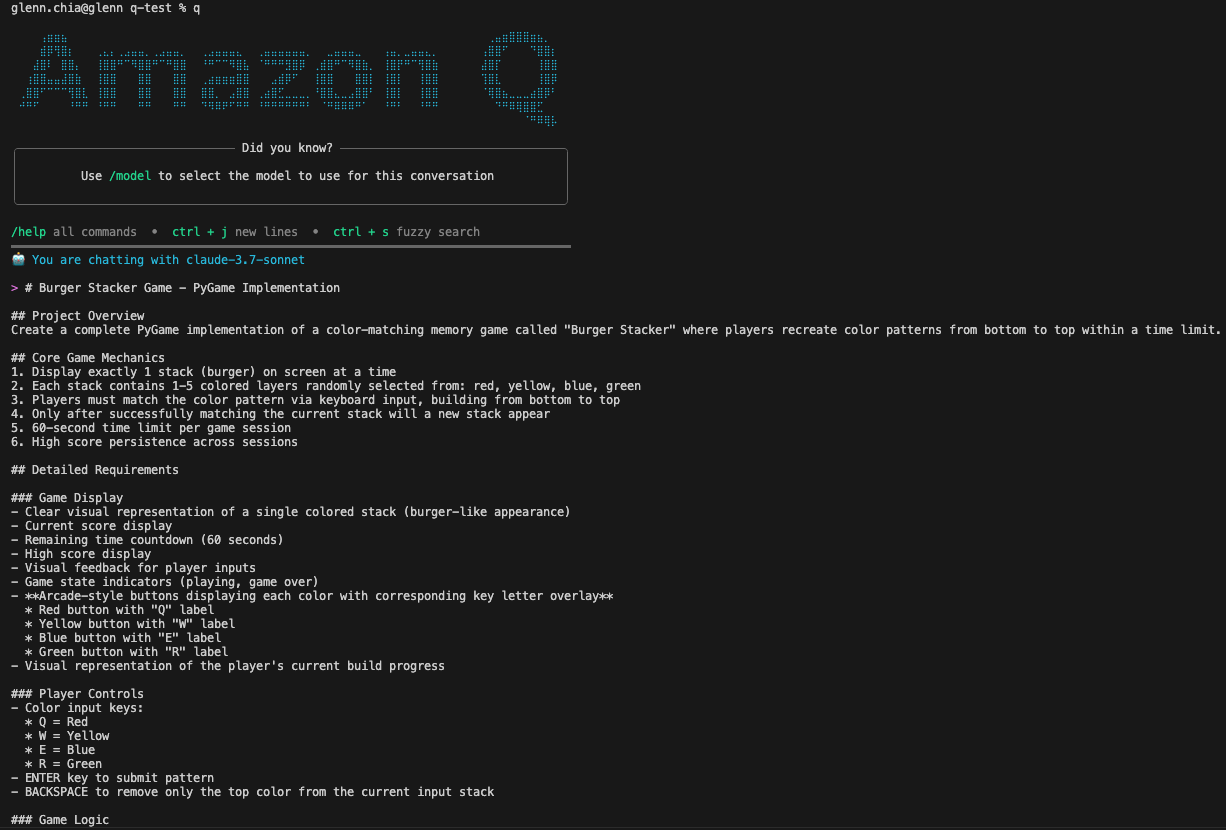 glenn.chia@glenn q-test % q
Amazon Q
Did you know?
Use /model to select the model to use for this conversation
/help all commands • ctrl + j new lines • ctrl + s fuzzy search
🤖 You are chatting with claude-3.7-sonnet
> # Burger Stacker Game - PyGame Implementation
## Project Overview
Create a complete PyGame implementation of a color-matching memory game called "Burger Stacker" where players recreate color patterns from bottom to top within a time limit.
## Core Game Mechanics
1. Display exactly 1 stack (burger) on screen at a time
2. Each stack contains 1-5 colored layers randomly selected from: red, yellow, blue, green
3. Players must match the color pattern via keyboard input, building from bottom to top
4. Only after successfully matching the current stack will a new stack appear
5. 60-second time limit per game session
6. High score persistence across sessions
## Detailed Requirements
### Game Display
- Clear visual representation of a single colored stack (burger-like appearance)
- Current score display
- Remaining time countdown (60 seconds)
- High score display
- Visual feedback for player inputs
- Game state indicators (playing, game over)
- **Arcade-style buttons displaying each color with corresponding key letter overlay**
* Red button with "Q" label
* Yellow button with "W" label
* Blue button with "E" label
* Green button with "R" label
- Visual representation of the player's current build progress
### Player Controls
- Color input keys:
* Q = Red
* W = Yellow
* E = Blue
* R = Green
- ENTER key to submit pattern
- BACKSPACE to remove only the top color from the current input stack
### Game Logic